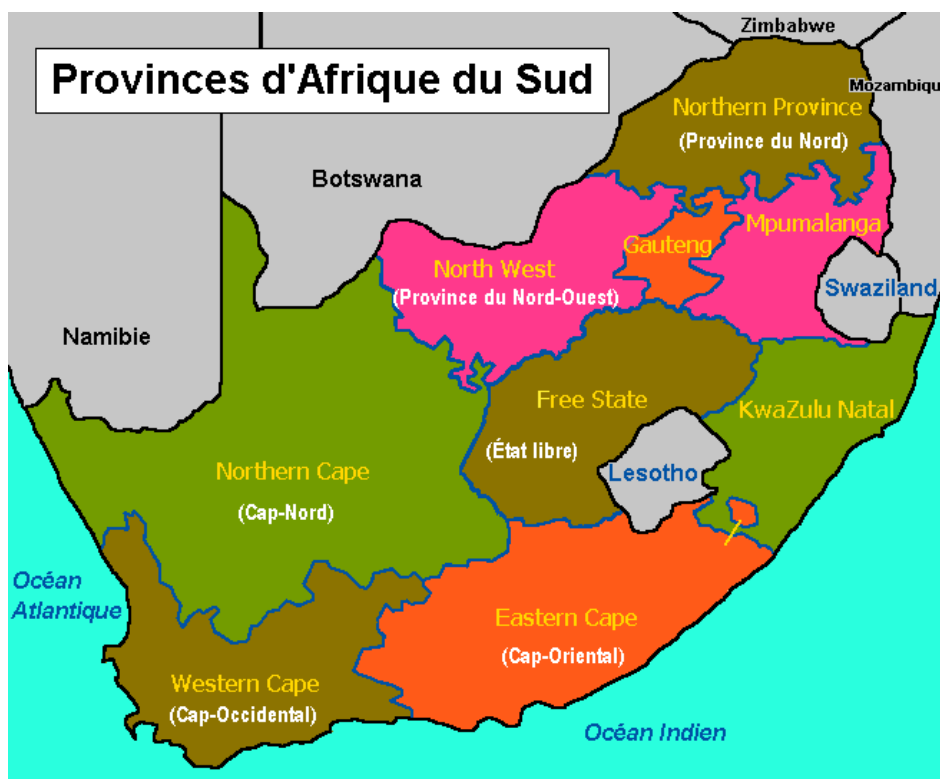 Zimbabwe
Provinces d'Afrique du Sud
Mozambiqu
Northern Province
(Province du Nord)
Botswana
Mpumalanga
Gauteng
North West
(Province du Nord-Ouest)
Swaziland
Namibie
Free State
KwaZulu Natal
(État libre)
Northern Cape
Lesotho
(Cap-Nord)
Océan
Atlantique
Eastern Cape
(Cap-Oriental)
Western Cape
(Cap-Occidental)
Océan Indien